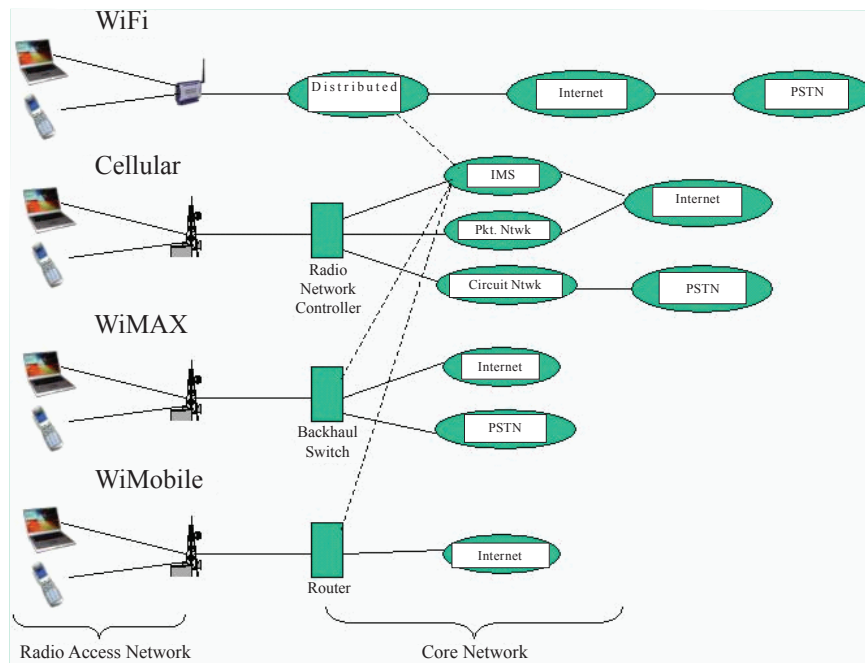 WiFi
Distributed
Internet
PSTN
Cellular
IMS
Internet
Pkt. Ntwk
Radio
Network
Controller
Circuit Ntwk
PSTN
WiMAX
Internet
Backhaul
Switch
PSTN
WiMobile
Internet
Router
Radio Access Network
Core Network